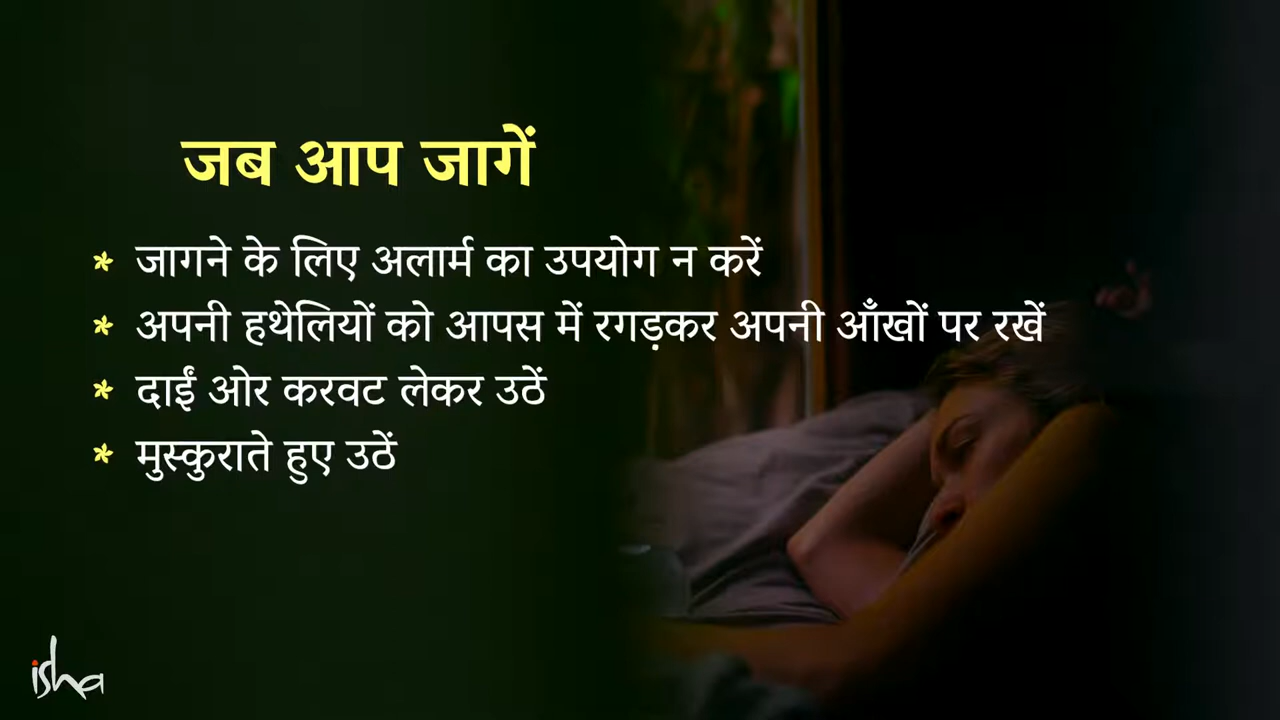 जब आप जागें
* जागने के लिए अलार्म का उपयोग न करें
* अपनी हथेलियों को आपस में रगड़कर अपनी आँखों पर रखें
* दाईं ओर करवट लेकर उठें
* मुस्कुराते हुए उठें
isha